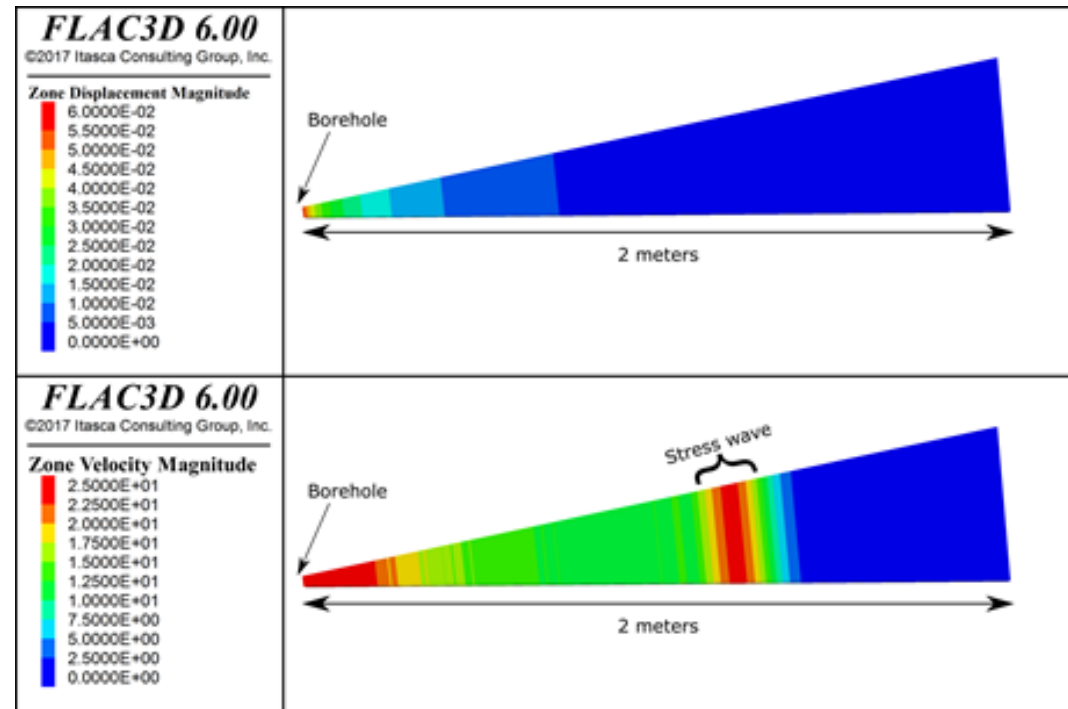 FLAC3D 6.00
©2017 Itasca Consulting Group, Inc.
Zone Displacement Magnitude
6.0000E-02
5.5000E-02
5.0000E-02
4.5000E-02
4.0000E-02
3.5000E-02
3.0000E-02
2.5000E-02
2.0000E-02
1.5000E-02
1.0000E-02
5.0000E-03
0.0000E+00
Borehole
2 meters
FLAC3D 6.00
©2017 Itasca Consulting Group, Inc.
Zone Velocity Magnitude
2.5000E+01
2.2500E+01
2.0000E+01
1.7500E+01
1.5000E+01
1.2500E+01
1.0000E+01
7.5000E+00
5.0000E+00
2.5000E+00
0.0000E+00
Borehole
Stress wave
2 meters